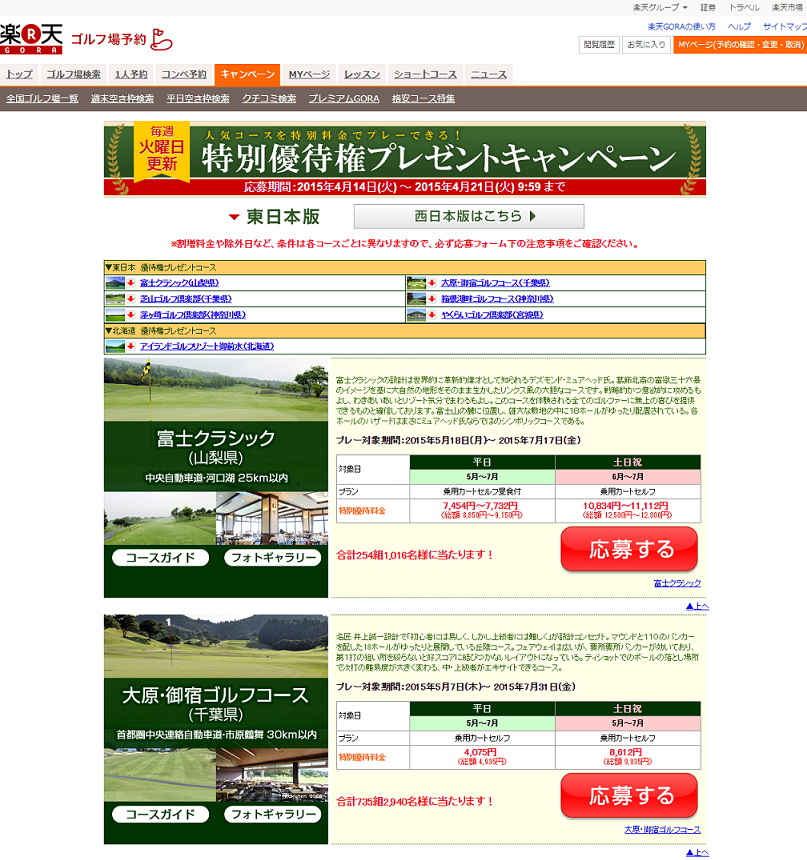 楽天グループ ▼ 証券 トラベル 楽天市場
楽天GORAの使い方 ヘルプ サイトマップ
楽天 GORA ゴルフ場予約
閲覧履歴 お気に入り MYページ(予約の確認・変更・取消)
トップ ゴルフ場検索 1人予約 コンペ予約 キャンペーン MYページ レッスン ショートコース ニュース
全国ゴルフ場一覧 週末空き枠検索 平日空き枠検索 クチコミ検索 プレミアムGORA 格安コース特集
毎週
火曜日
更新
人気コースを特別料金でプレーできる！
特別優待権プレゼントキャンペーン
応募期間：2015年4月14日(火)～2015年4月21日(火) 9:59 まで
▼ 東日本版 西日本版はこちら ▶
※割増料金や除外日など、条件は各コースごとに異なりますので、必ず応募フォーム下の注意事項をご確認ください。
▼東日本 優待権プレゼントコース
富士クラシック(山梨県) 大原・御宿ゴルフコース(千葉県)
芝山ゴルフ倶楽部(千葉県) 箱根湖畔ゴルフコース(神奈川県)
茅ヶ崎ゴルフ倶楽部(神奈川県) やくらいゴルフ倶楽部(宮城県)
▼北海道 優待権プレゼントコース
アイランドゴルフリゾート御前水(北海道)
富士クラシック
(山梨県)
中央自動車道・河口湖 25km以内
コースガイド フォトギャラリー
富士クラシックの設計は世界的に革新的偉才として知られるデズモンド・ミュアヘッド氏。葛飾北斎の富嶽三十六景
のイメージを基に大自然の地形をそのまま生かしたリンクス風の大胆なコースです。戦略的かつ意欲的に攻めるも
よし、わきあいあいとリゾート気分でまわるもよし。このコースを体験される全てのゴルファーに無上の喜びを提供
できるものと確信しております。富士山の麓に位置し、雄大な敷地の中に18ホールがゆったり配置されている。各
ホールのハザードはまさにミュアヘッド氏ならではのシンボリックコースである。
プレー対象期間：2015年5月18日(月)～ 2015年7月17日(金)
対象日 平日 土日祝
5月～7月 6月～7月
プラン 乗用カートセルフ昼食付 乗用カートセルフ
特別優待料金 7,454円～7,732円 10,834円～11,112円
(総額 8,850円～9,150円) (総額 12,500円～12,800円)
合計254組1,016名様に当たります！ 応募する
富士クラシック
▲上へ
大原・御宿ゴルフコース
(千葉県)
首都圏中央連絡自動車道・市原鶴舞 30km以内
コースガイド フォトギャラリー
名匠 井上誠一設計で「初心者には易しく、しかし上級者には難しく」が設計コンセプト。マウンドと110のバンカー
を配した18ホールがゆったりと展開している丘陵コース。フェアウェイは広いが、要所要所バンカーが効いており、
第1打の狙い所を絞らないと好スコアに結びつかないレイアウトになっている。ティショットでのボールの落とし場所
で次打の難易度が大きく変わる、中・上級者がエキサイトできるコース。
プレー対象期間：2015年5月7日(木)～ 2015年7月31日(金)
対象日 平日 土日祝
5月～7月 5月～7月
プラン 乗用カートセルフ 乗用カートセルフ
特別優待料金 4,075円 8,612円
(総額 4,935円) (総額 9,835円)
合計735組2,940名様に当たります！ 応募する
大原・御宿ゴルフコース
▲上へ